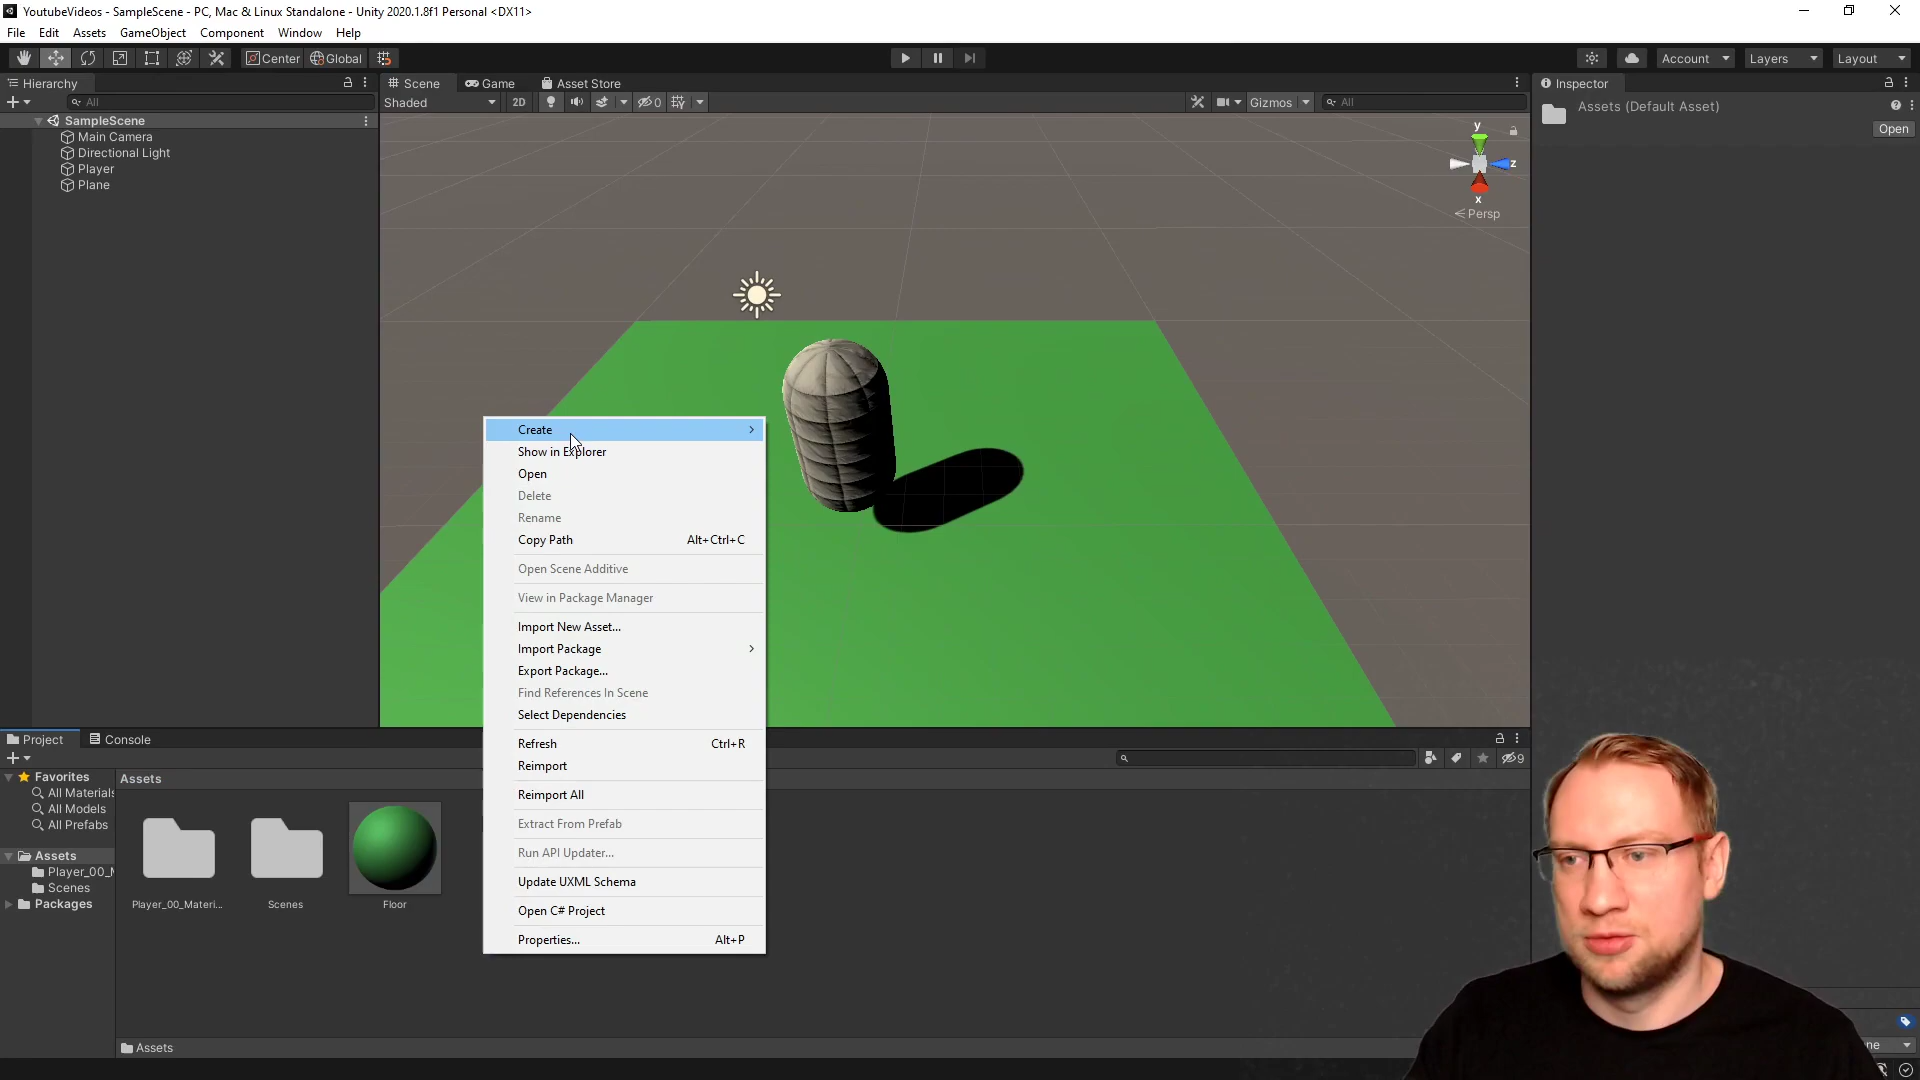 YoutubeVideos - SampleScene - PC, Mac & Linux Standalone - Unity 2020.1.8f1 Personal <DX11>
File Edit Assets GameObject Component Window Help
Center Global Account Layers Layout
Hierarchy
All
SampleScene
Main Camera
Directional Light
Player
Plane
Scene Game Asset Store
Shaded 2D 0 Gizmos All
y
z
x
Persp
Inspector
Assets (Default Asset)
Open
Create
Show in Explorer
Open
Delete
Rename
Copy Path Alt+Ctrl+C
Open Scene Additive
View in Package Manager
Import New Asset...
Import Package
Export Package...
Find References In Scene
Select Dependencies
Refresh Ctrl+R
Reimport
Reimport All
Extract From Prefab
Run API Updater...
Update UXML Schema
Open C# Project
Properties... Alt+P
Project Console
9
Favorites
All Materials
All Models
All Prefabs
Assets
Player_00_M
Scenes
Packages
Assets
Player_00_Materi...
Scenes
Floor
Assets